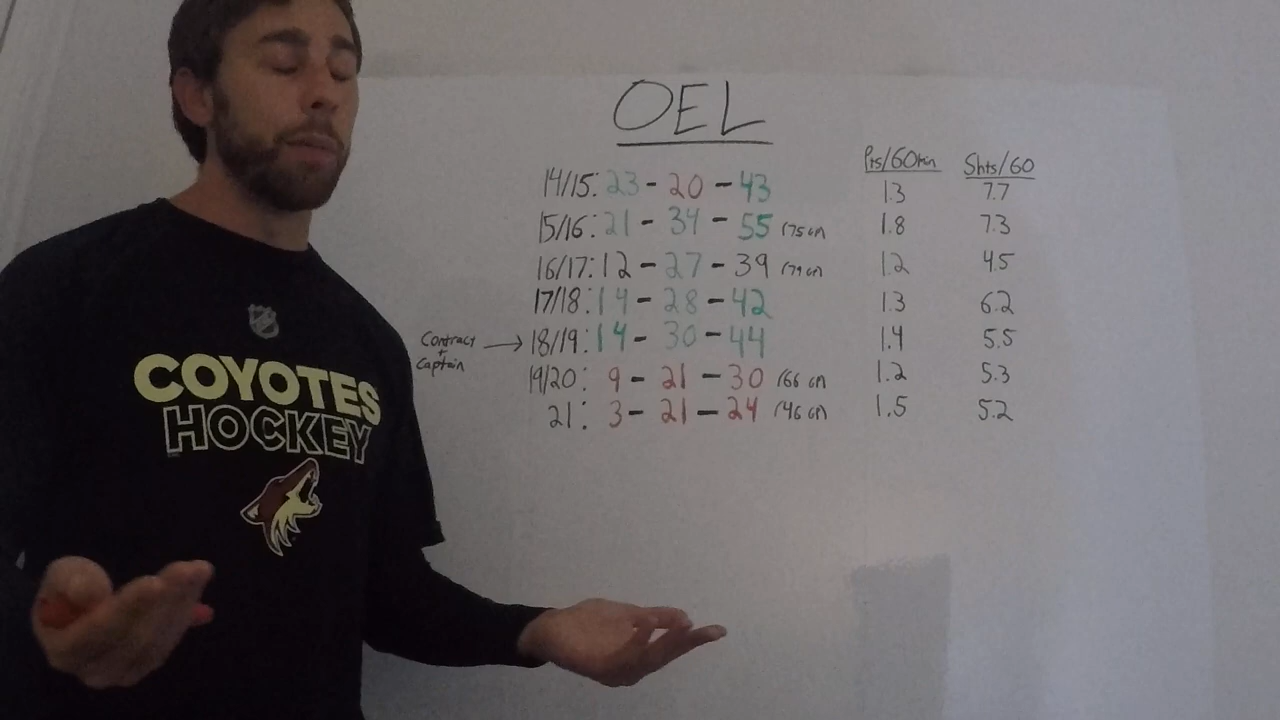 OEL
Pts/60min Shts/60
14/15: 23 - 20 - 43 1.3 7.7
15/16: 21 - 34 - 55 (75 GP) 1.8 7.3
16/17: 12 - 27 - 39 (79 GP) 1.2 4.5
17/18: 14 - 28 - 42 1.3 6.2
Contract + Captain → 18/19: 14 - 30 - 44 1.4 5.5
19/20: 9 - 21 - 30 (66 GP) 1.2 5.3
21: 3 - 21 - 24 (46 GP) 1.5 5.2
NHL
COYOTES
HOCKEY